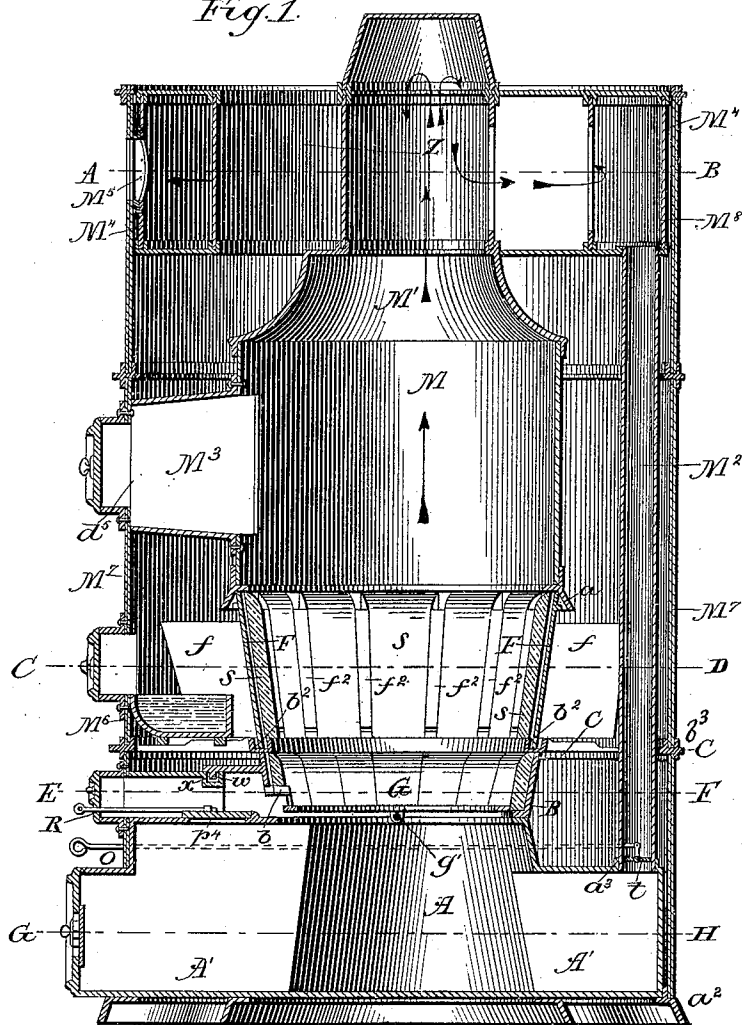 Fig. 1.
M⁴
Z
A B
M⁵
M⁴ M⁸
M'
M
M³ M²
d⁵
M⁷
a M⁷
f F S F f
C s D
f² f² f² f²
s
b² b² C b³
M⁶ C
E x w G F
R p⁴ b B
g'
o a³ t
A
G H
A' A'
a²